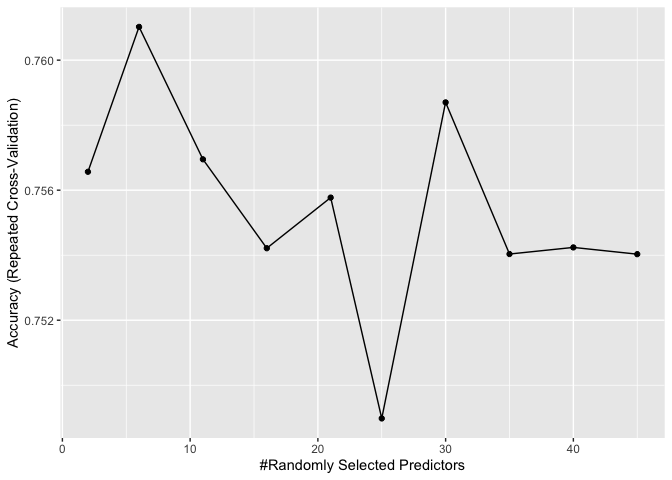 Accuracy (Repeated Cross-Validation)
0.760
0.756
0.752
0 10 20 30 40
#Randomly Selected Predictors